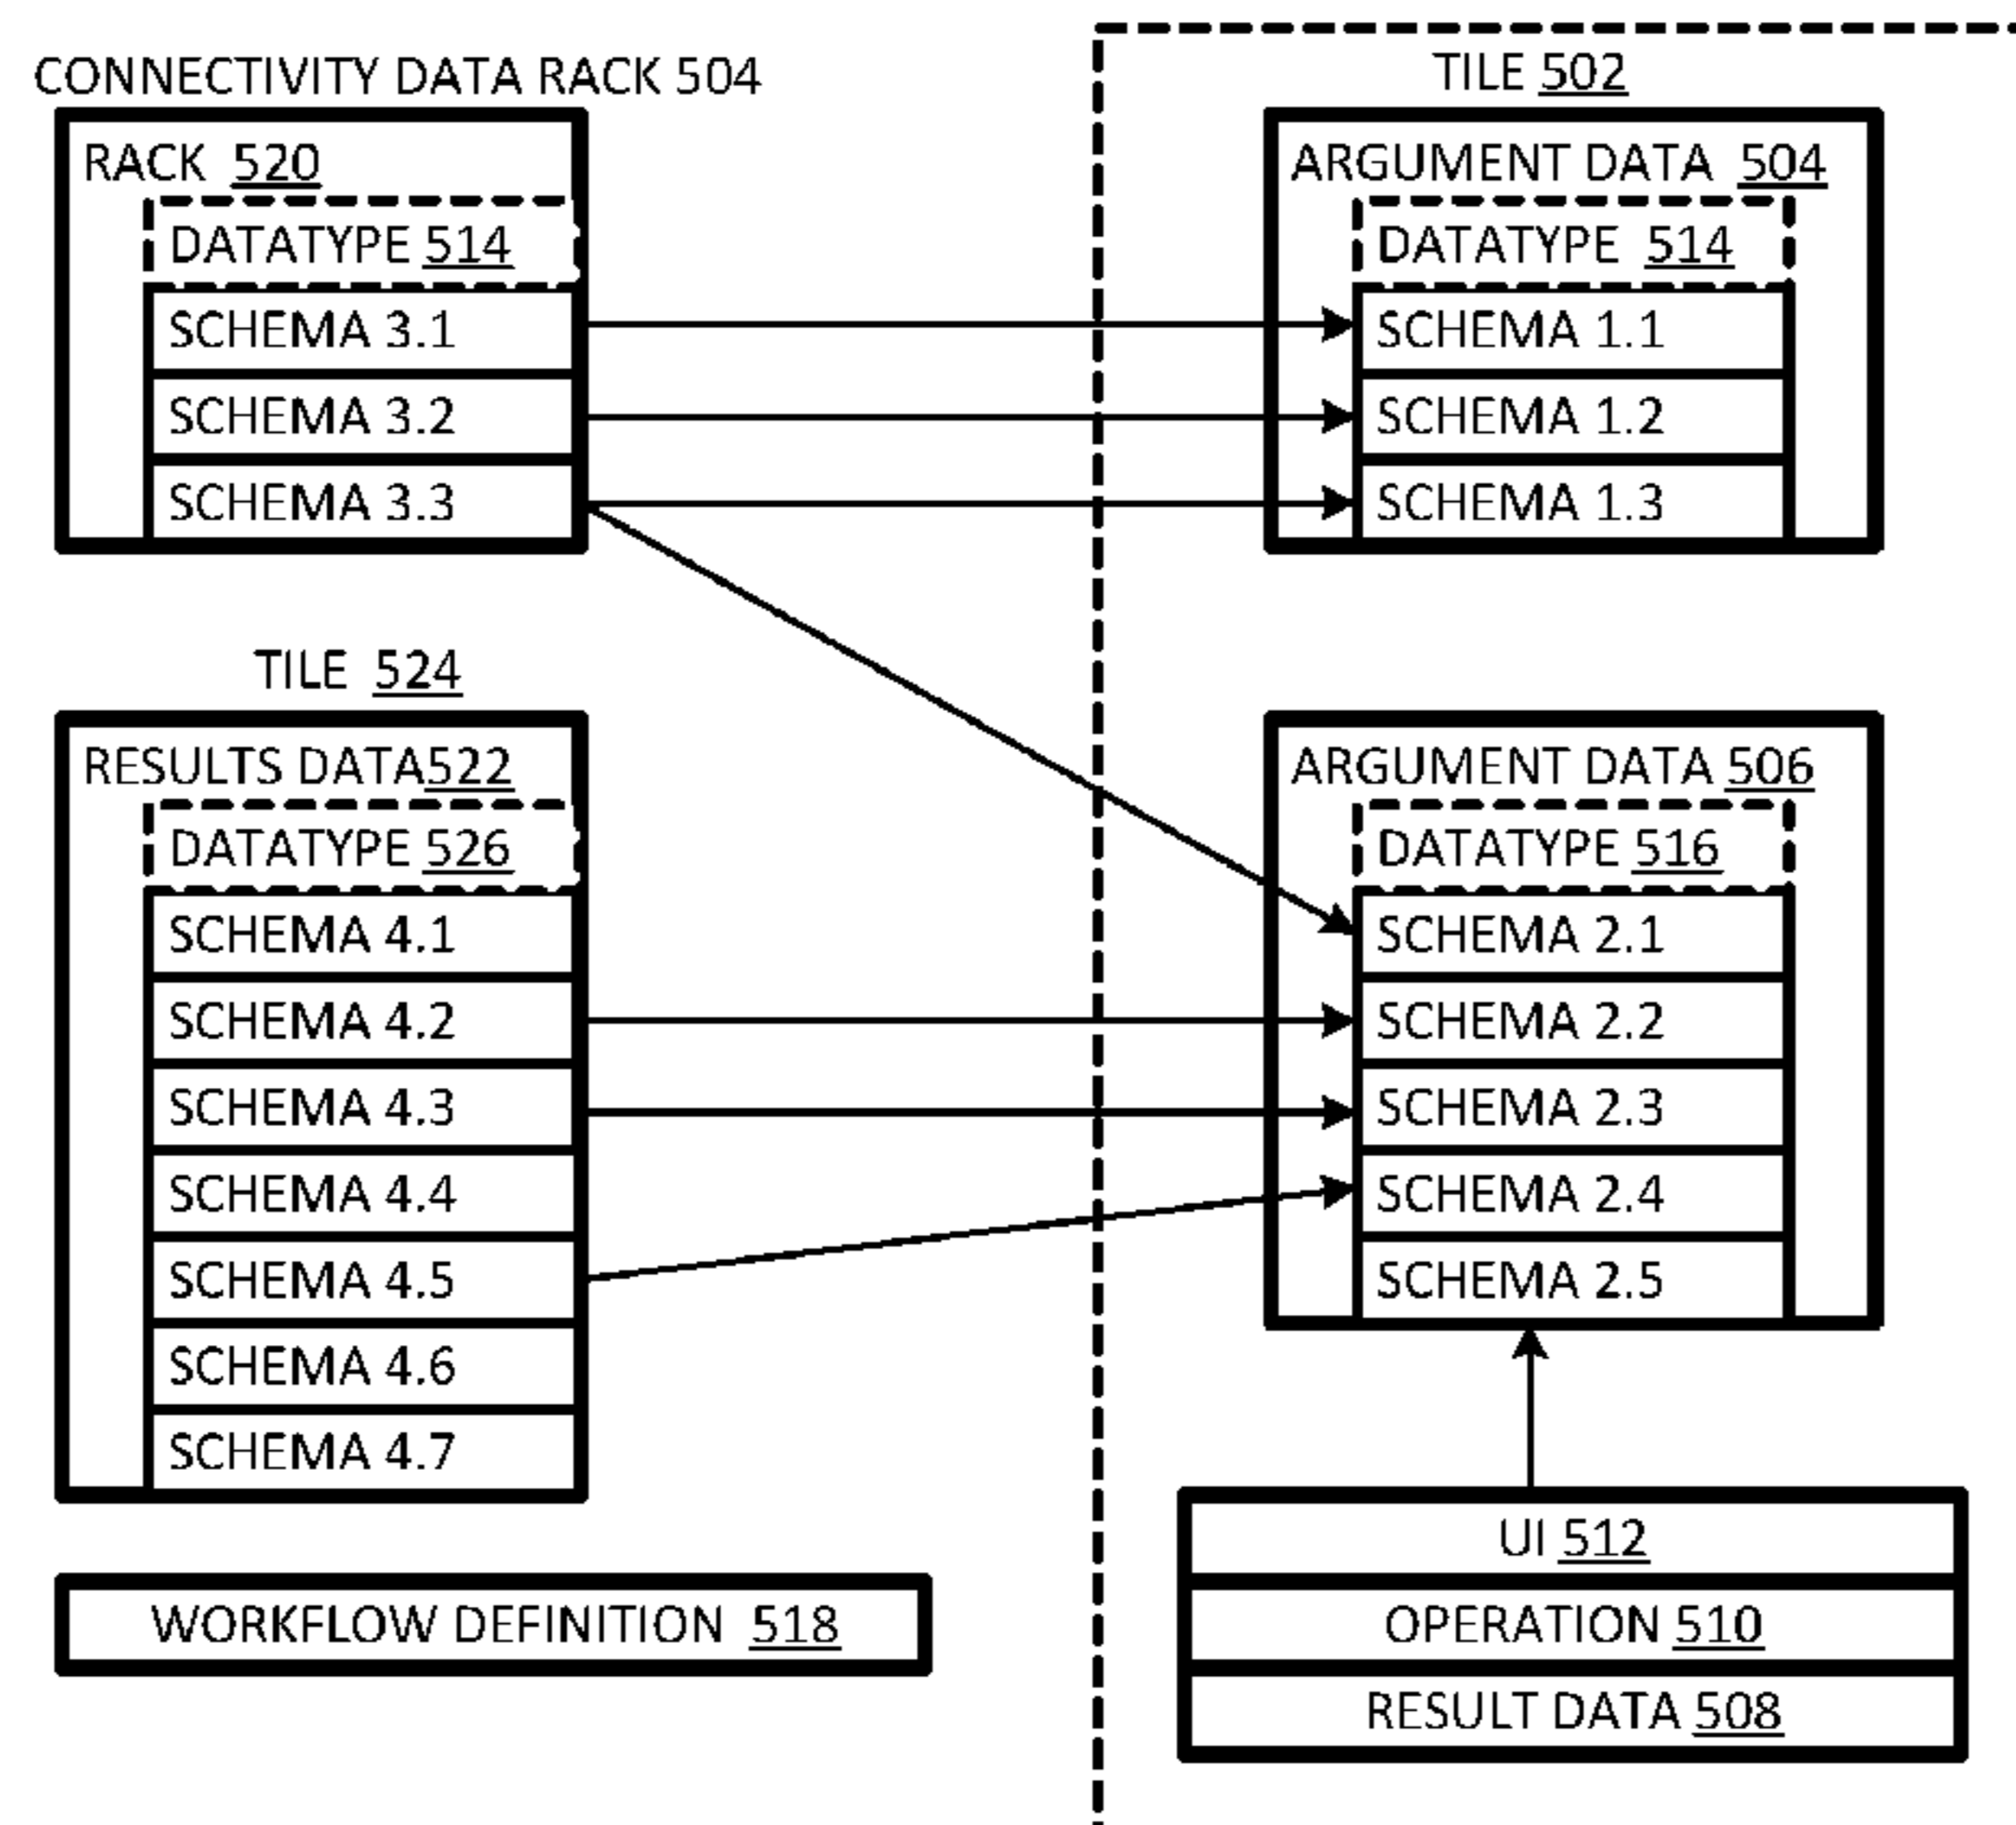 CONNECTIVITY DATA RACK 504
RACK 520
DATATYPE 514
SCHEMA 3.1
SCHEMA 3.2
SCHEMA 3.3
TILE 524
RESULTS DATA522
DATATYPE 526
SCHEMA 4.1
SCHEMA 4.2
SCHEMA 4.3
SCHEMA 4.4
SCHEMA 4.5
SCHEMA 4.6
SCHEMA 4.7
WORKFLOW DEFINITION 518
TILE 502
ARGUMENT DATA 504
DATATYPE 514
SCHEMA 1.1
SCHEMA 1.2
SCHEMA 1.3
ARGUMENT DATA 506
DATATYPE 516
SCHEMA 2.1
SCHEMA 2.2
SCHEMA 2.3
SCHEMA 2.4
SCHEMA 2.5
UI 512
OPERATION 510
RESULT DATA 508